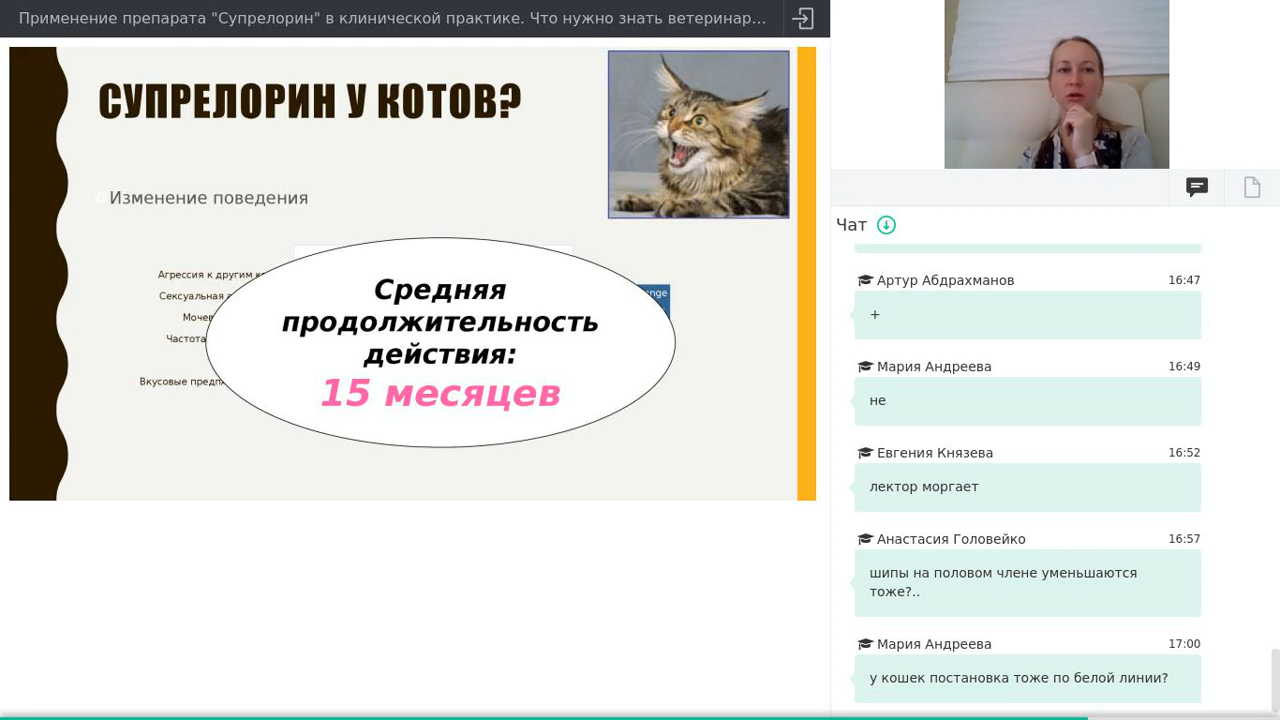 Применение препарата "Супрелорин" в клинической практике. Что нужно знать ветеринар...
СУПРЕЛОРИН У КОТОВ?
Изменение поведения
Агрессия к другим
Сексуальная
Частота
Вкусовые
Средняя
продолжительность
действия:
15 месяцев
Чат
Артур Абдрахманов 16:47
+
Мария Андреева 16:49
не
Евгения Князева 16:52
лектор моргает
Анастасия Головейко 16:57
шипы на половом члене уменьшаются
тоже?..
Мария Андреева 17:00
у кошек постановка тоже по белой линии?